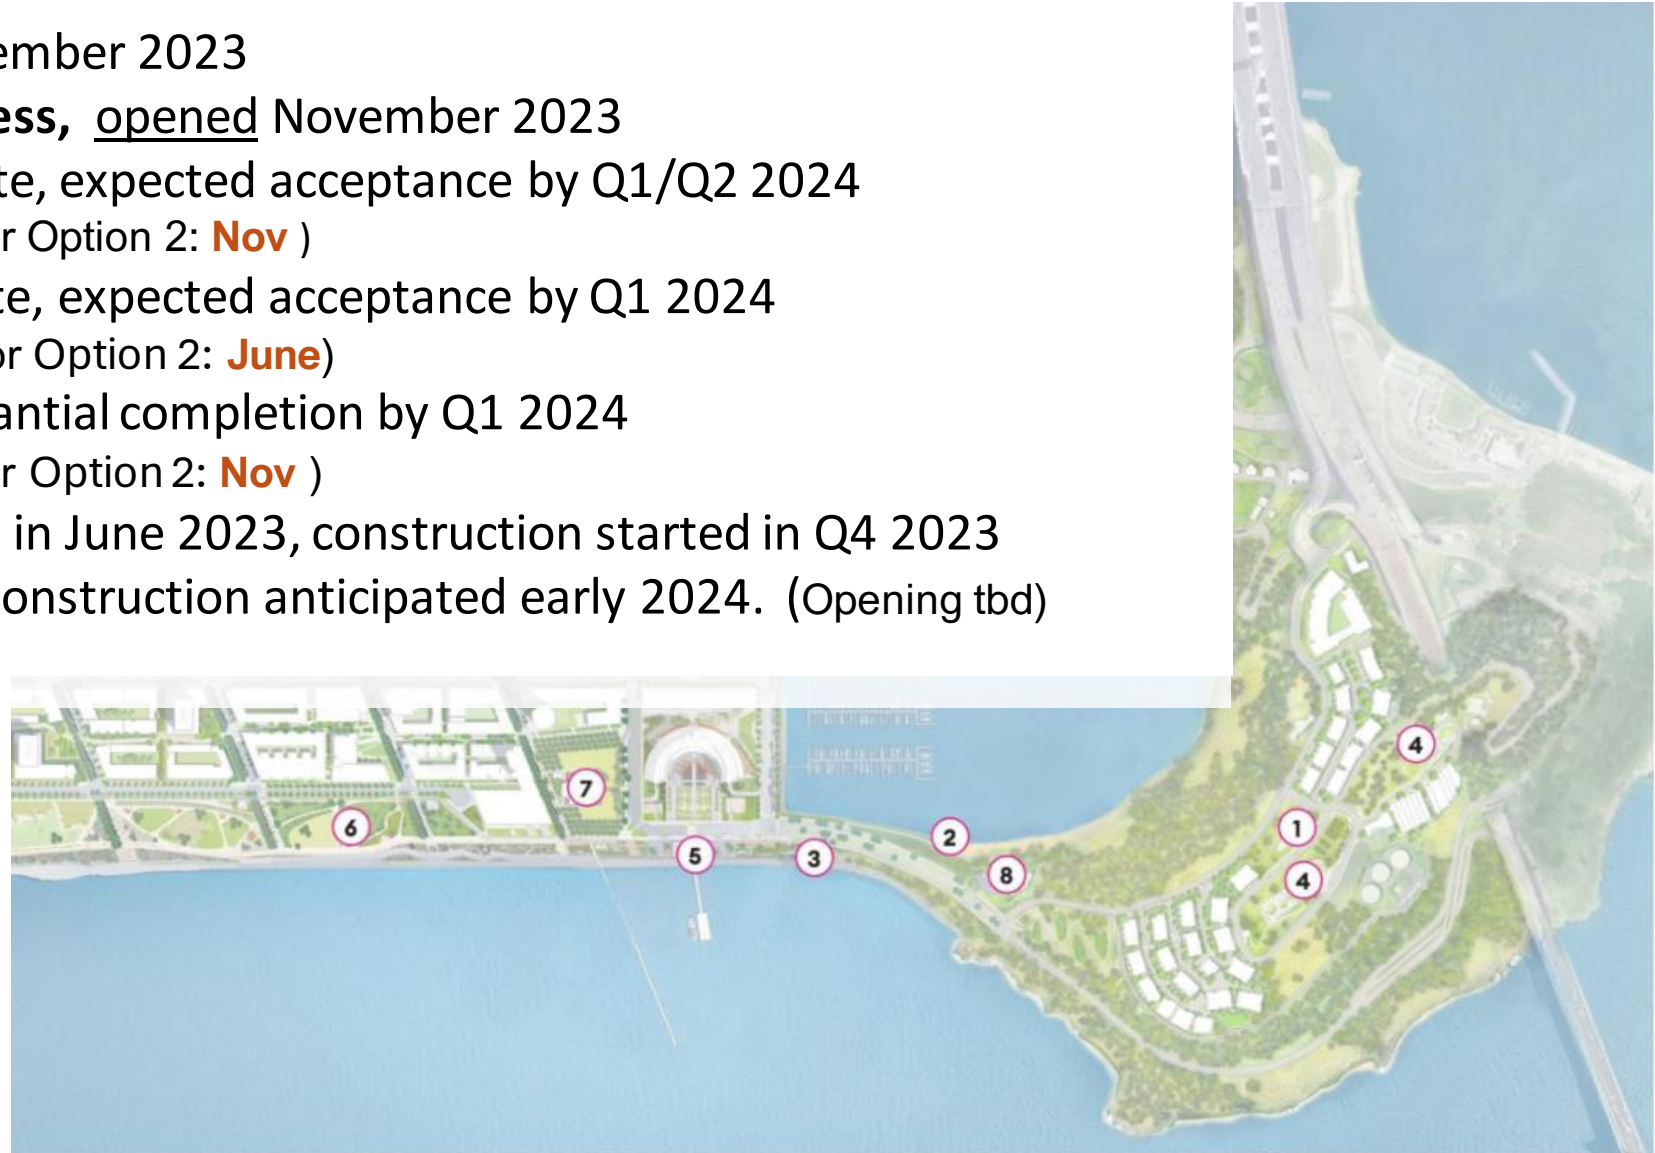 ember 2023
ess, opened November 2023
te, expected acceptance by Q1/Q2 2024
r Option 2: Nov )
te, expected acceptance by Q1 2024
or Option 2: June)
antial completion by Q1 2024
r Option 2: Nov )
in June 2023, construction started in Q4 2023
onstruction anticipated early 2024. (Opening tbd)
4
7
6
2
1
5
3
8
4